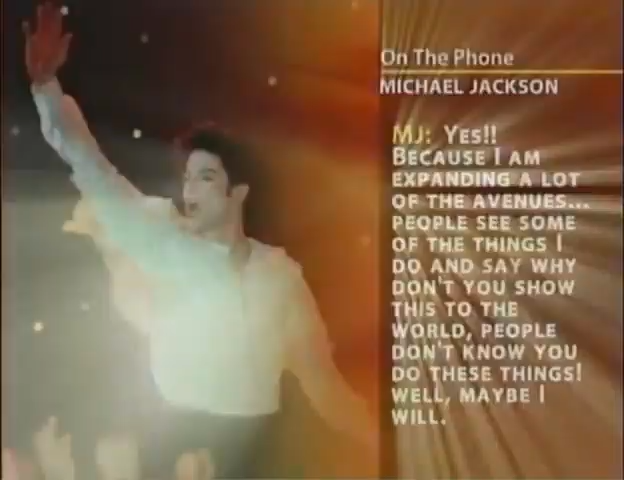 On The Phone
MICHAEL JACKSON
MJ: YES!!
BECAUSE I AM
EXPANDING A LOT
OF THE AVENUES...
PEOPLE SEE SOME
OF THE THINGS I
DO AND SAY WHY
DON'T YOU SHOW
THIS TO THE
WORLD, PEOPLE
DON'T KNOW YOU
DO THESE THINGS!
WELL, MAYBE I
WILL.